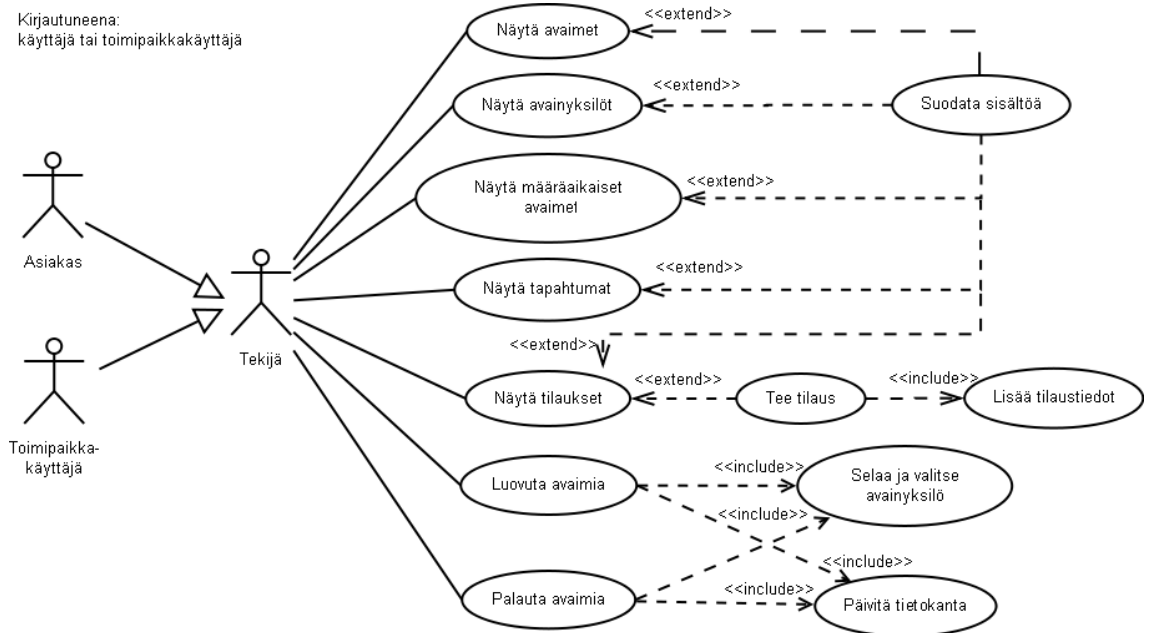 Kirjautuneena:
käyttäjä tai toimipaikkakäyttäjä
Näytä avaimet
<<extend>>
Näytä avainyksilöt
<<extend>>
Suodata sisältöä
Näytä määräaikaiset
avaimet
<<extend>>
Asiakas
Näytä tapahtumat
<<extend>>
Tekijä
<<extend>>
Näytä tilaukset
<<extend>>
Tee tilaus
<<include>>
Lisää tilaustiedot
Toimipaikka-
käyttäjä
Luovuta avaimia
<<include>>
Selaa ja valitse
avainyksilö
<<include>>
<<include>>
Palauta avaimia
<<include>>
Päivitä tietokanta